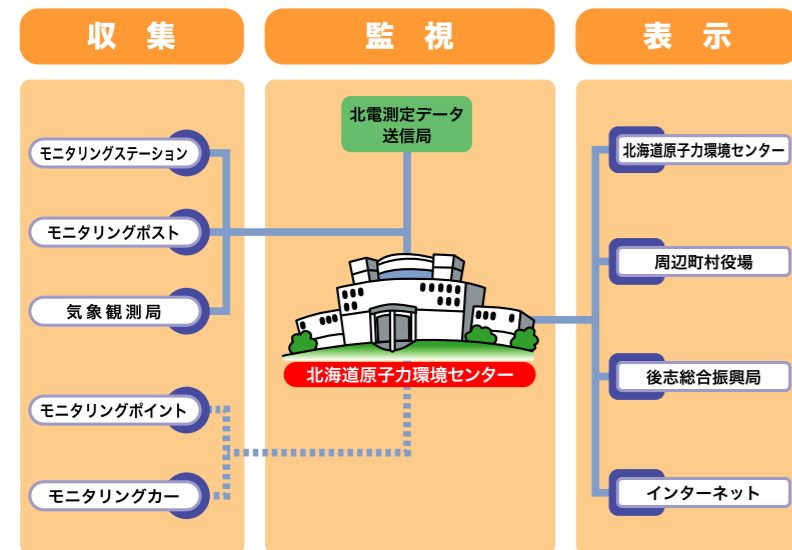 収集
監視
表示
モニタリングステーション
モニタリングポスト
気象観測局
モニタリングポイント
モニタリングカー
北電測定データ
送信局
北海道原子力環境センター
北海道原子力環境センター
周辺町村役場
後志総合振興局
インターネット